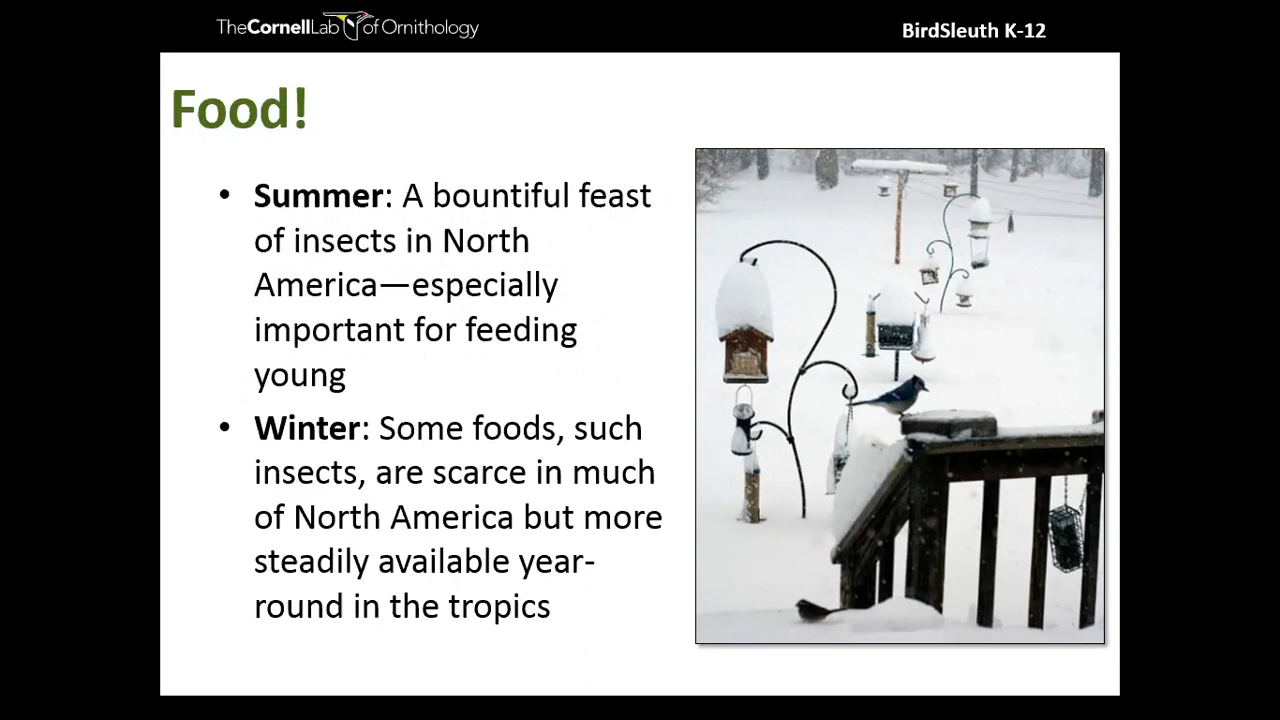 TheCornellLab of Ornithology
BirdSleuth K-12
Food!
• Summer: A bountiful feast
of insects in North
America—especially
important for feeding
young
• Winter: Some foods, such
insects, are scarce in much
of North America but more
steadily available year-
round in the tropics